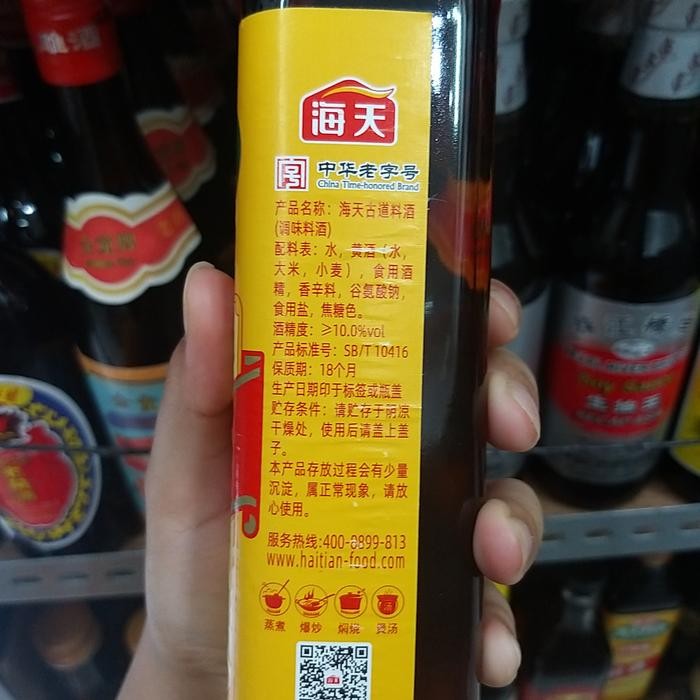 海天
中华老字号
China Time-honored Brand
产品名称：海天古道料酒
(调味料酒)
配料表：水，黄酒（水，
大米，小麦），食用酒
精，香辛料，谷氨酸钠，
食用盐，焦糖色。
酒精度：≥10.0%vol
产品标准号：SB/T 10416
保质期：18个月
生产日期印于标签或瓶盖
贮存条件：请贮存于阴凉
干燥处，使用后请盖上盖
子。
本产品存放过程会有少量
沉淀，属正常现象，请放
心使用。
服务热线:400-8899-813
www.haitian-food.com
蒸煮 爆炒 焖烧 煲汤
海天
生抽王